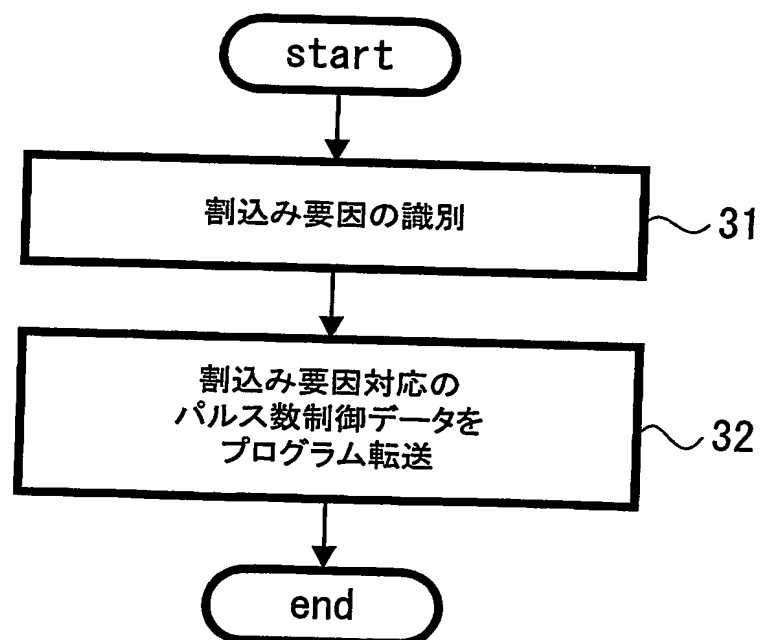 start
割込み要因の識別
31
割込み要因対応の
パルス数制御データを
プログラム転送
32
end